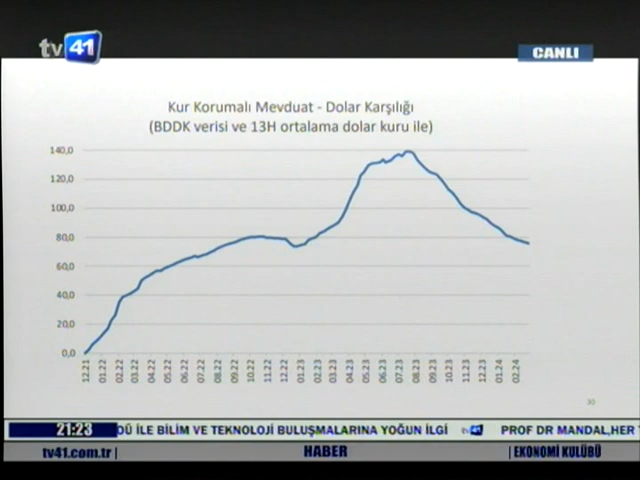 tv 41
CANLI
Kur Korumalı Mevduat - Dolar Karşılığı
(BDDK verisi ve 13H ortalama dolar kuru ile)
140,0
120,0
100,0
80,0
60,0
40,0
20,0
0,0
12.21 01.22 02.22 03.22 04.22 05.22 06.22 07.22 08.22 09.22 10.22 11.22 12.22 01.23 02.23 03.23 04.23 05.23 06.23 07.23 08.23 09.23 10.23 11.23 12.23 01.24 02.24
30
21:23 OÜ İLE BİLİM VE TEKNOLOJİ BULUŞMALARINA YOĞUN İLGİ tv41 PROF DR MANDAL,HER
tv41.com.tr | HABER | EKONOMİ KULÜBÜ